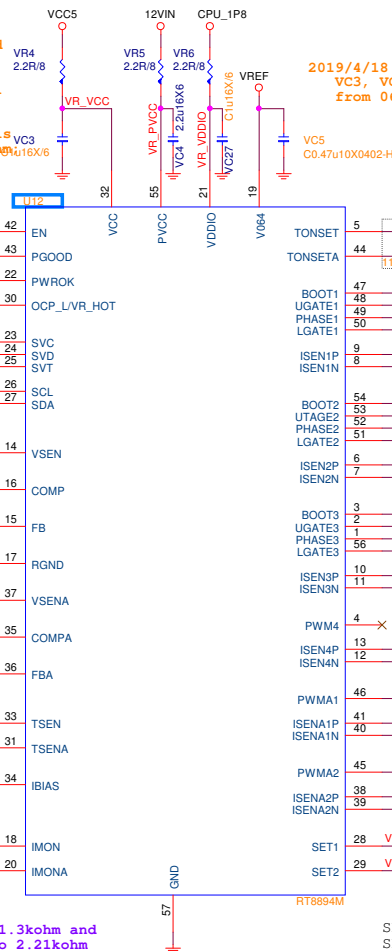 VCC5 12VIN CPU_1P8
VR4 2.2R/8
VR5 2.2R/8
VR6 2.2R/8
VREF
2019/4/18
VC3, VC
from 0
VR_VCC
VR_PVCC
2.2u16X6
VC4
VR_VDDIO
C1u16X/6
VC27
VC3
C1u16X/6
VC5
C0.47u10X0402-H
U12
32 VCC
55 PVCC
21 VDDIO
19 V064
42 EN
43 PGOOD
22 PWROK
30 OCP_L/VR_HOT
23 SVC
24 SVD
25 SVT
26 SCL
27 SDA
14 VSEN
16 COMP
15 FB
17 RGND
37 VSENA
35 COMPA
36 FBA
33 TSEN
31 TSENA
34 IBIAS
18 IMON
20 IMONA
TONSET 5
TONSETA 44
BOOT1 47
UGATE1 48
PHASE1 49
LGATE1 50
ISEN1P 9
ISEN1N 8
BOOT2 54
UTAGE2 53
PHASE2 52
LGATE2 51
ISEN2P 6
ISEN2N 7
BOOT3 3
UGATE3 2
PHASE3 1
LGATE3 56
ISEN3P 10
ISEN3N 11
PWM4 4
ISEN4P 13
ISEN4N 12
PWMA1 46
ISENA1P 41
ISENA1N 40
PWMA2 45
ISENA2P 38
ISENA2N 39
SET1 28
SET2 29
GND
57
RT8894M
1.3kohm and
o 2.21kohm
S
S